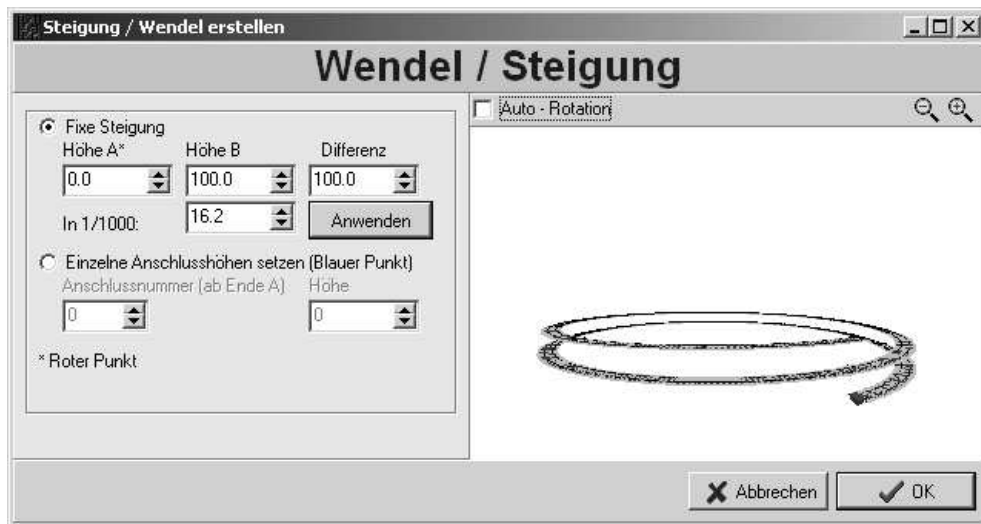 Steigung / Wendel erstellen
Wendel / Steigung
Fixe Steigung
Höhe A* Höhe B Differenz
0.0 100.0 100.0
In 1/1000: 16.2 Anwenden
Einzelne Anschlusshöhen setzen (Blauer Punkt)
Anschlussnummer (ab Ende A) Höhe
0 0
* Roter Punkt
Auto - Rotation
Abbrechen OK